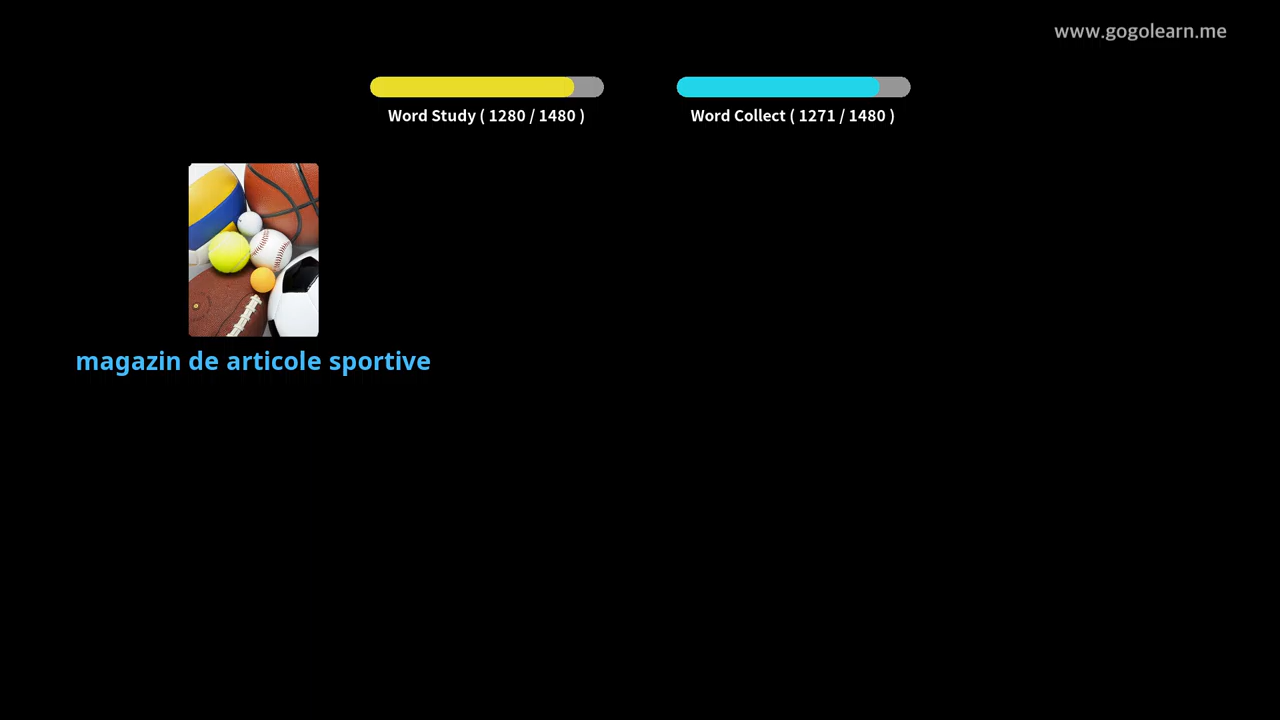 www.gogolearn.me
Word Study ( 1280 / 1480 )
Word Collect ( 1271 / 1480 )
magazin de articole sportive